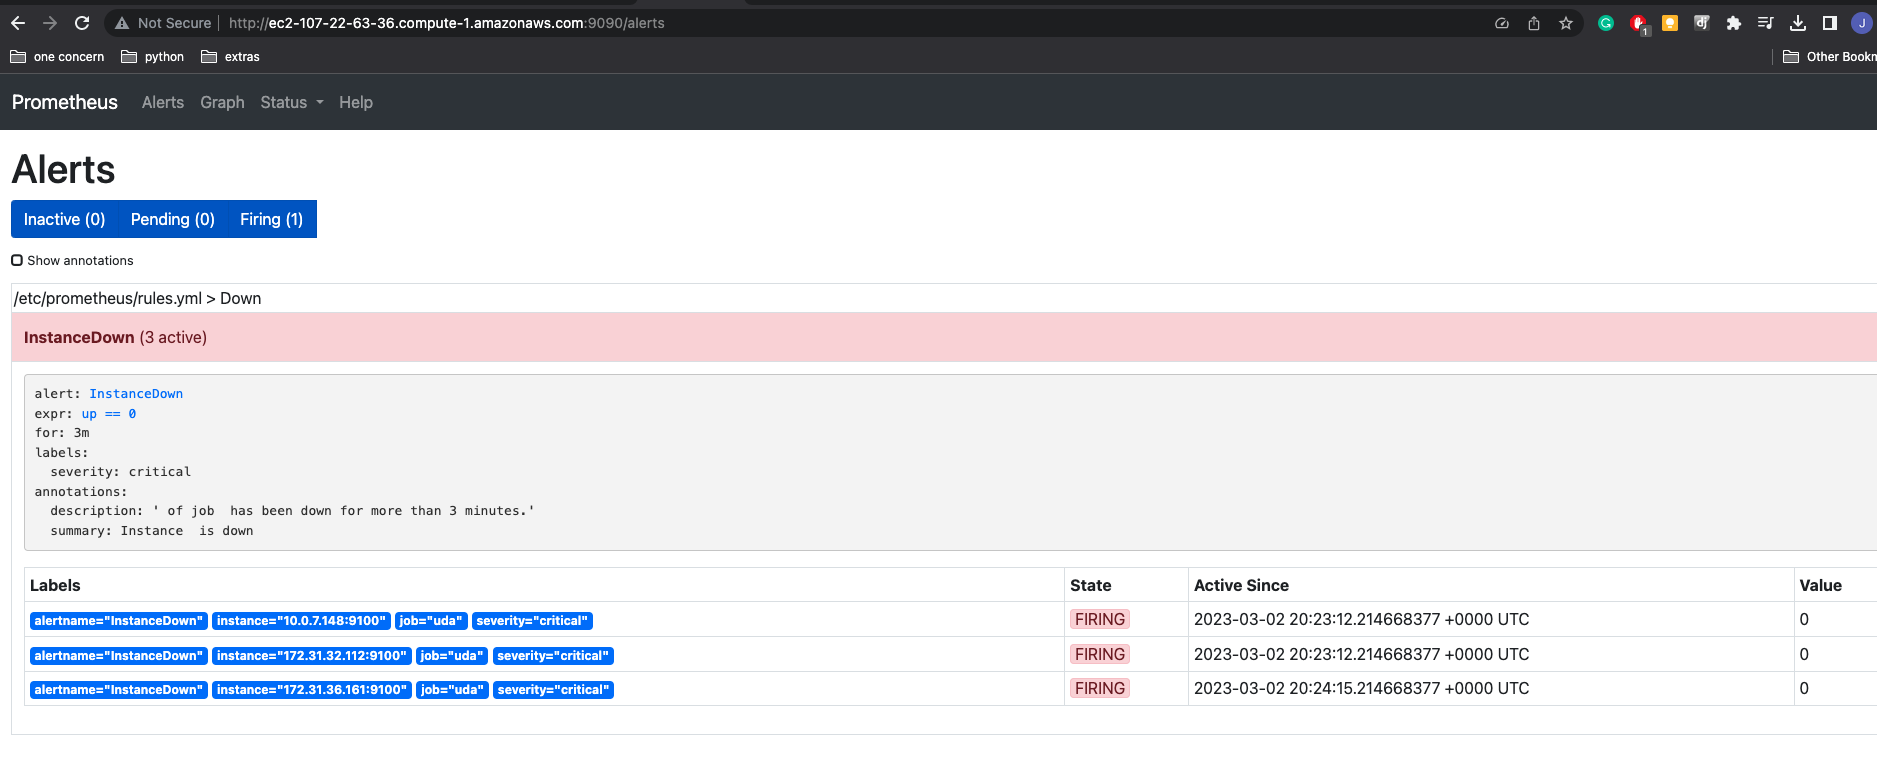 Not Secure | http://ec2-107-22-63-36.compute-1.amazonaws.com:9090/alerts
1
J
one concern python extras Other Bookm
Prometheus Alerts Graph Status Help
Alerts
Inactive (0) Pending (0) Firing (1)
Show annotations
/etc/prometheus/rules.yml > Down
InstanceDown (3 active)
alert: InstanceDown
expr: up == 0
for: 3m
labels:
  severity: critical
annotations:
  description: ' of job  has been down for more than 3 minutes.'
  summary: Instance  is down
Labels State Active Since Value
alertname="InstanceDown" instance="10.0.7.148:9100" job="uda" severity="critical" FIRING 2023-03-02 20:23:12.214668377 +0000 UTC 0
alertname="InstanceDown" instance="172.31.32.112:9100" job="uda" severity="critical" FIRING 2023-03-02 20:23:12.214668377 +0000 UTC 0
alertname="InstanceDown" instance="172.31.36.161:9100" job="uda" severity="critical" FIRING 2023-03-02 20:24:15.214668377 +0000 UTC 0